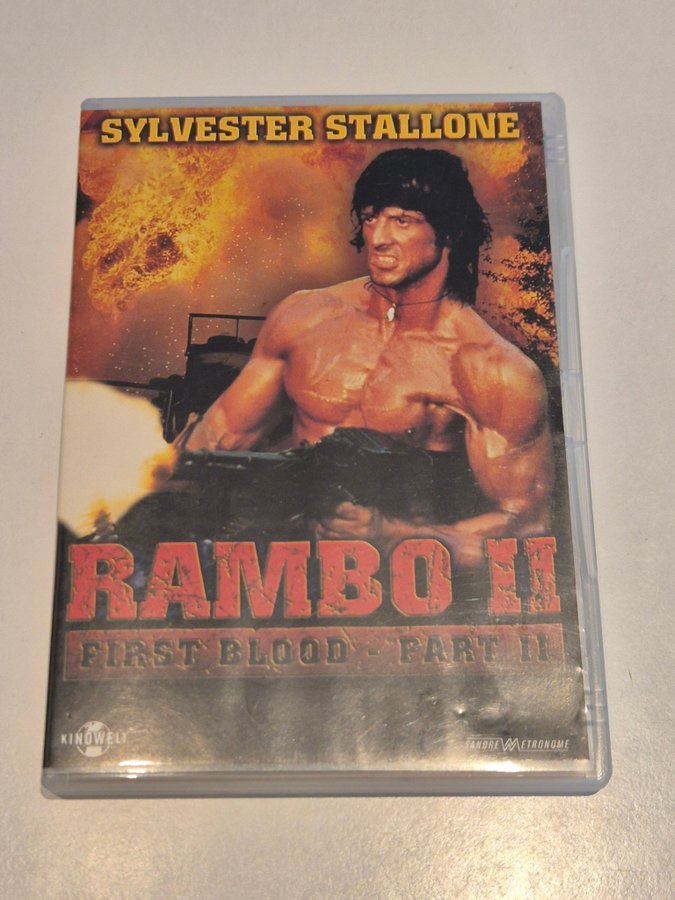 SYLVESTER STALLONE
RAMBO II
FIRST BLOOD - PART II
KINOWELT
SANDREW METRONOME